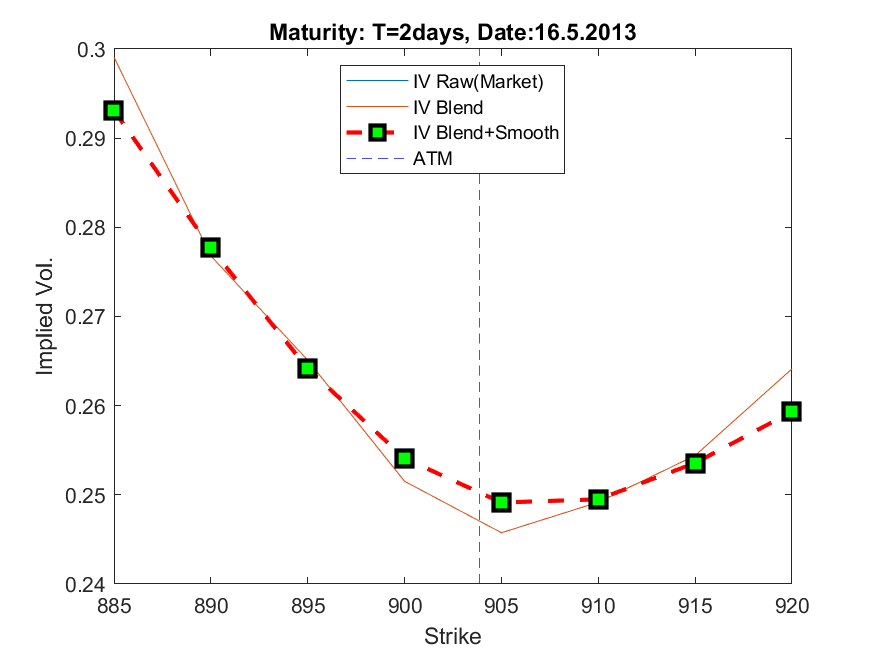 Maturity: T=2days, Date:16.5.2013
0.3
0.29
0.28
0.27
0.26
0.25
0.24
Implied Vol.
IV Raw(Market)
IV Blend
IV Blend+Smooth
ATM
885 890 895 900 905 910 915 920
Strike